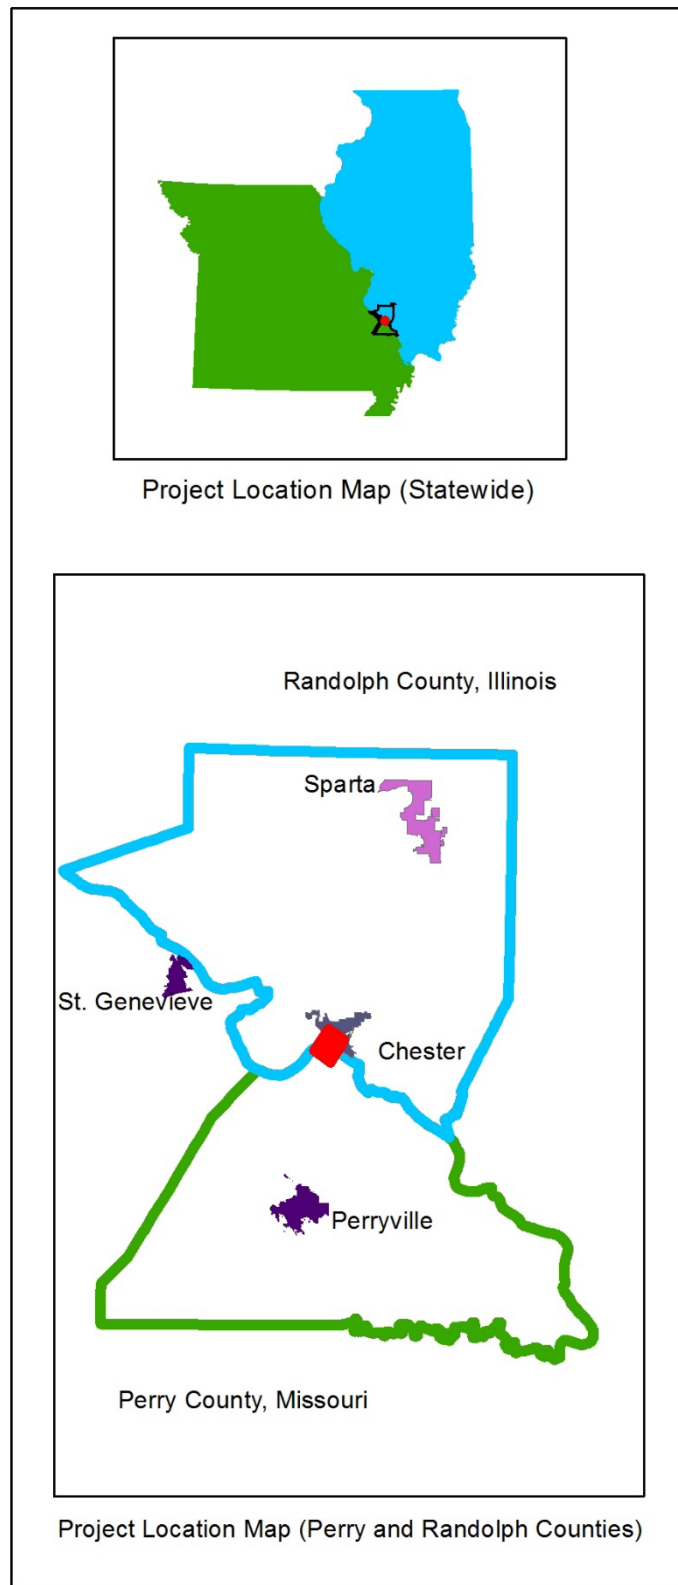 Project Location Map (Statewide)
Randolph County, Illinois
Sparta
St. Genevieve
Chester
Perryville
Perry County, Missouri
Project Location Map (Perry and Randolph Counties)